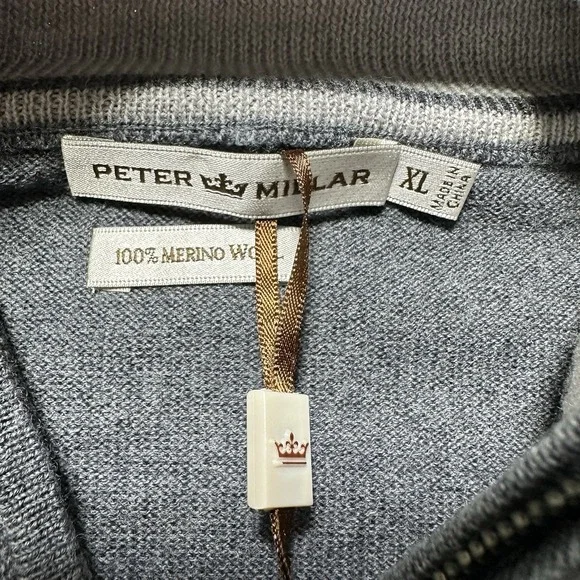 PETER MILLAR
XL
MADE IN
CHINA
100% MERINO WOOL